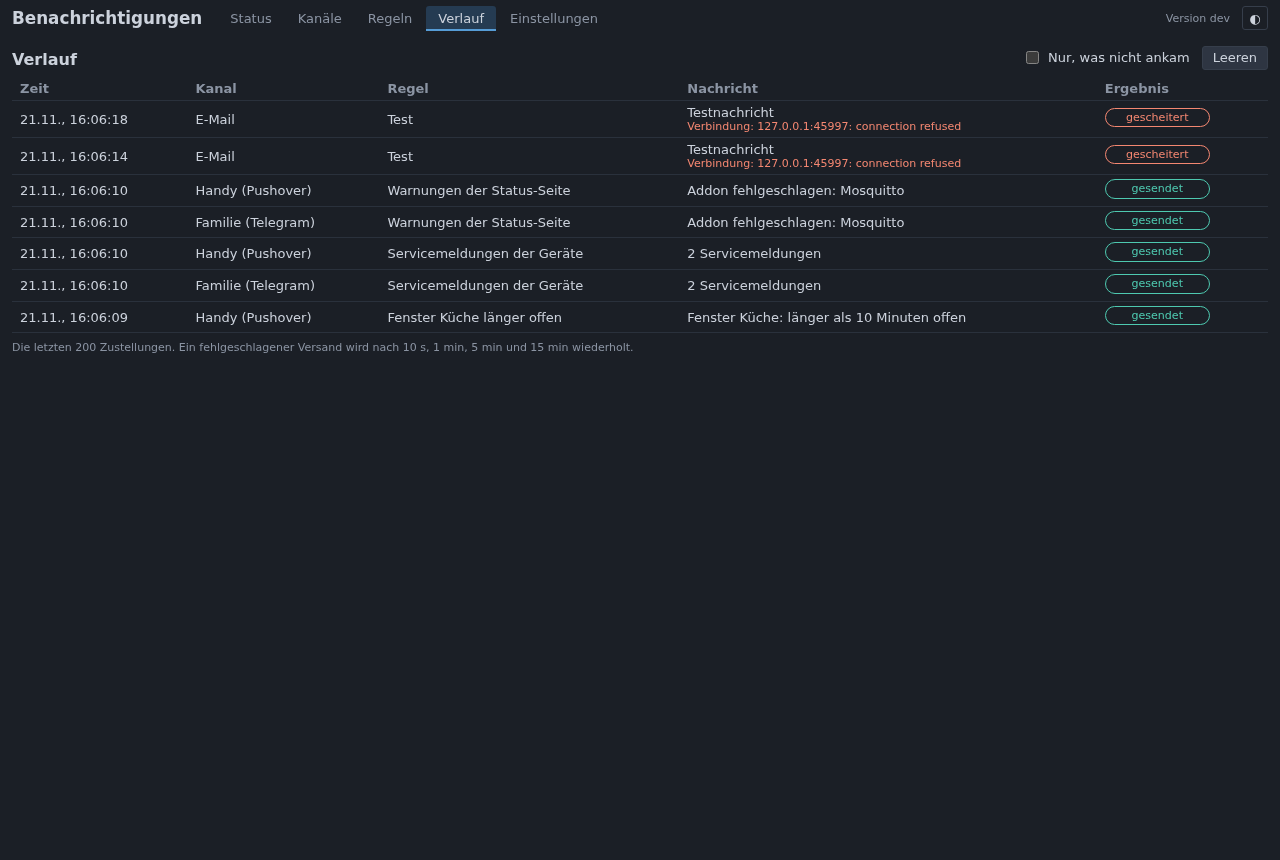 Benachrichtigungen Status Kanäle Regeln Verlauf Einstellungen Version dev
Verlauf Nur, was nicht ankam Leeren
Zeit Kanal Regel Nachricht Ergebnis
21.11., 16:06:18 E-Mail Test Testnachricht gescheitert
Verbindung: 127.0.0.1:45997: connection refused
21.11., 16:06:14 E-Mail Test Testnachricht gescheitert
Verbindung: 127.0.0.1:45997: connection refused
21.11., 16:06:10 Handy (Pushover) Warnungen der Status-Seite Addon fehlgeschlagen: Mosquitto gesendet
21.11., 16:06:10 Familie (Telegram) Warnungen der Status-Seite Addon fehlgeschlagen: Mosquitto gesendet
21.11., 16:06:10 Handy (Pushover) Servicemeldungen der Geräte 2 Servicemeldungen gesendet
21.11., 16:06:10 Familie (Telegram) Servicemeldungen der Geräte 2 Servicemeldungen gesendet
21.11., 16:06:09 Handy (Pushover) Fenster Küche länger offen Fenster Küche: länger als 10 Minuten offen gesendet
Die letzten 200 Zustellungen. Ein fehlgeschlagener Versand wird nach 10 s, 1 min, 5 min und 15 min wiederholt.